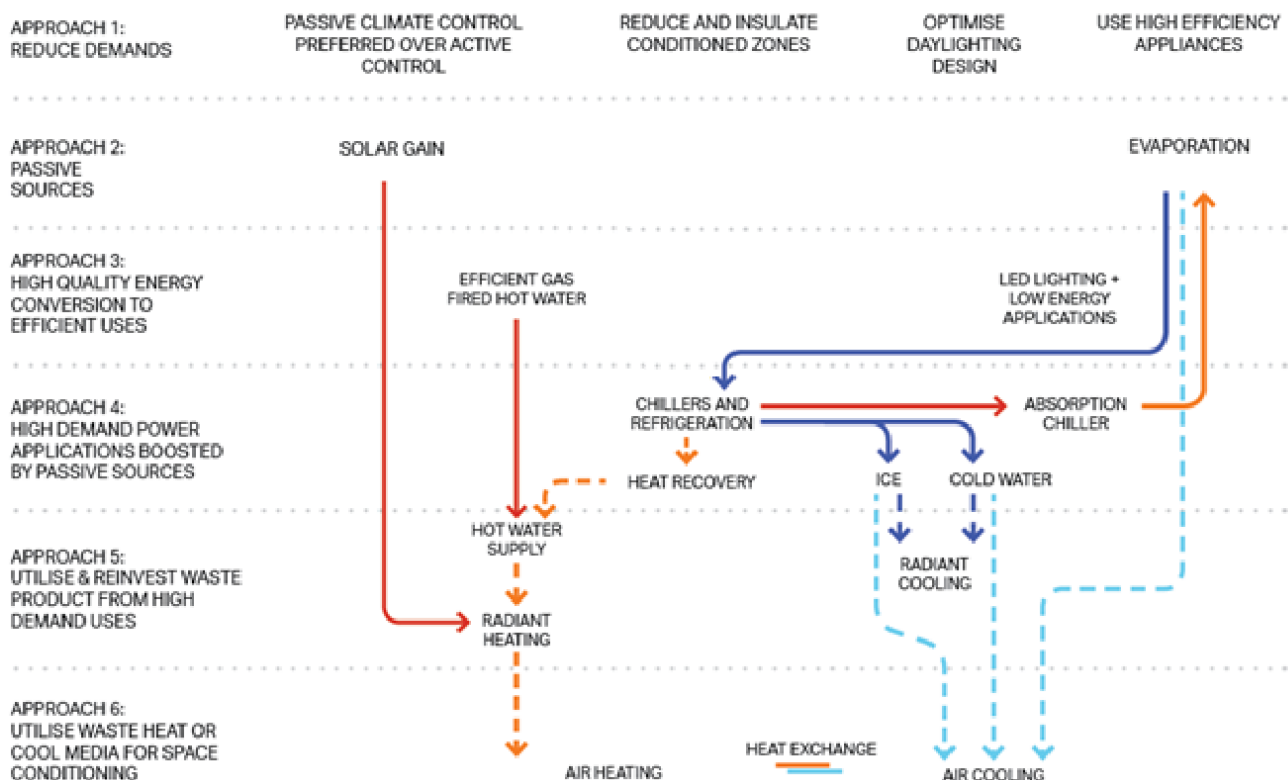 APPROACH 1:
REDUCE DEMANDS
PASSIVE CLIMATE CONTROL
PREFERRED OVER ACTIVE
CONTROL
REDUCE AND INSULATE
CONDITIONED ZONES
OPTIMISE
DAYLIGHTING
DESIGN
USE HIGH EFFICIENCY
APPLIANCES
APPROACH 2:
PASSIVE
SOURCES
SOLAR GAIN
EVAPORATION
APPROACH 3:
HIGH QUALITY ENERGY
CONVERSION TO
EFFICIENT USES
EFFICIENT GAS
FIRED HOT WATER
LED LIGHTING +
LOW ENERGY
APPLICATIONS
APPROACH 4:
HIGH DEMAND POWER
APPLICATIONS BOOSTED
BY PASSIVE SOURCES
CHILLERS AND
REFRIGERATION
ABSORPTION
CHILLER
HEAT RECOVERY
ICE
COLD WATER
APPROACH 5:
UTILISE & REINVEST WASTE
PRODUCT FROM HIGH
DEMAND USES
HOT WATER
SUPPLY
RADIANT
COOLING
RADIANT
HEATING
APPROACH 6:
UTILISE WASTE HEAT OR
COOL MEDIA FOR SPACE
CONDITIONING
AIR HEATING
HEAT EXCHANGE
AIR COOLING